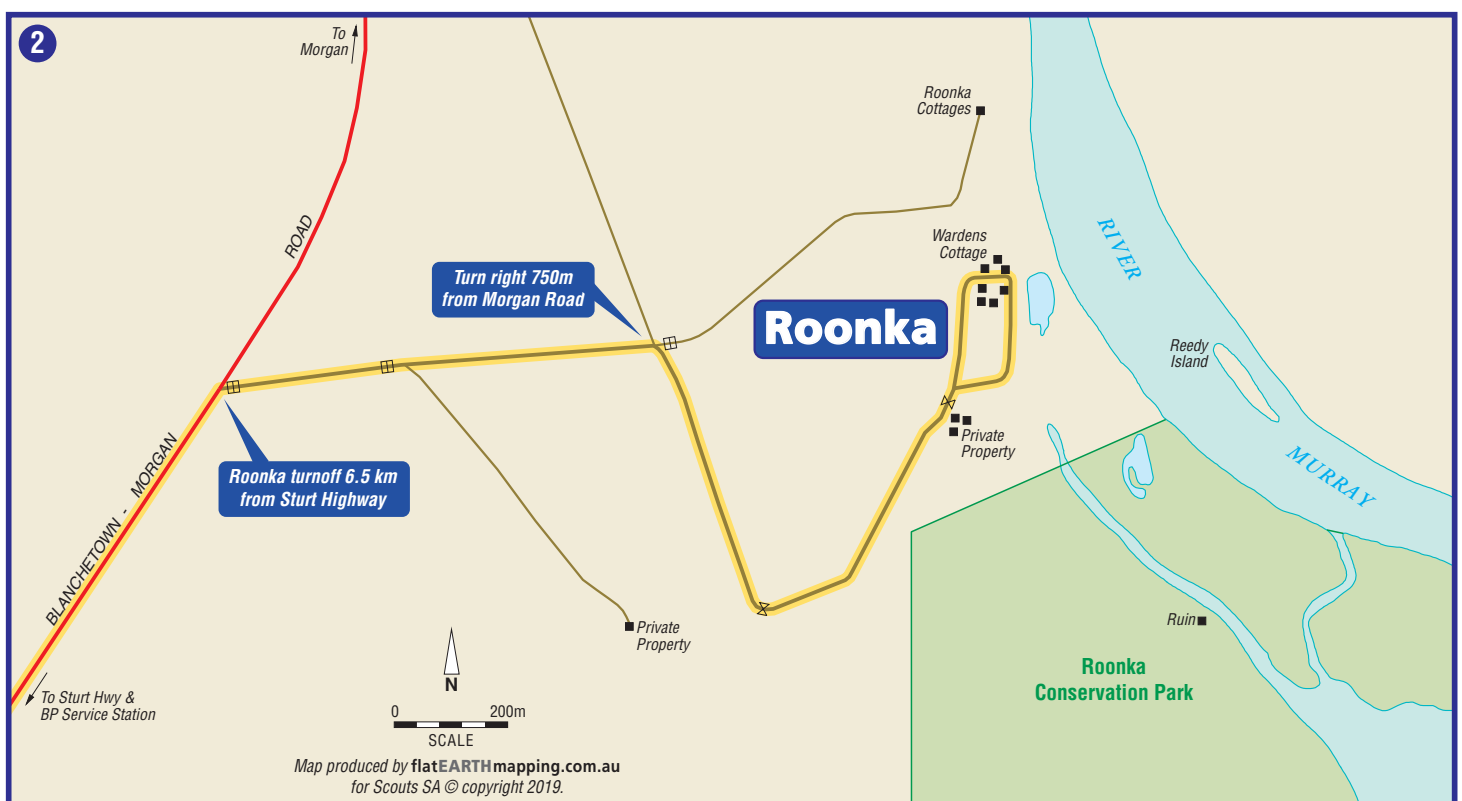 2
To
Morgan
Roonka
Cottages
ROAD
RIVER
Wardens
Cottage
Turn right 750m
from Morgan Road
Roonka
Reedy
Island
Private
Property
MURRAY
BLANCHETOWN - MORGAN
Roonka turnoff 6.5 km
from Sturt Highway
Ruin
Private
Property
Roonka
Conservation Park
To Sturt Hwy &
BP Service Station
N
0 200m
SCALE
Map produced by flatEARTHmapping.com.au
for Scouts SA © copyright 2019.